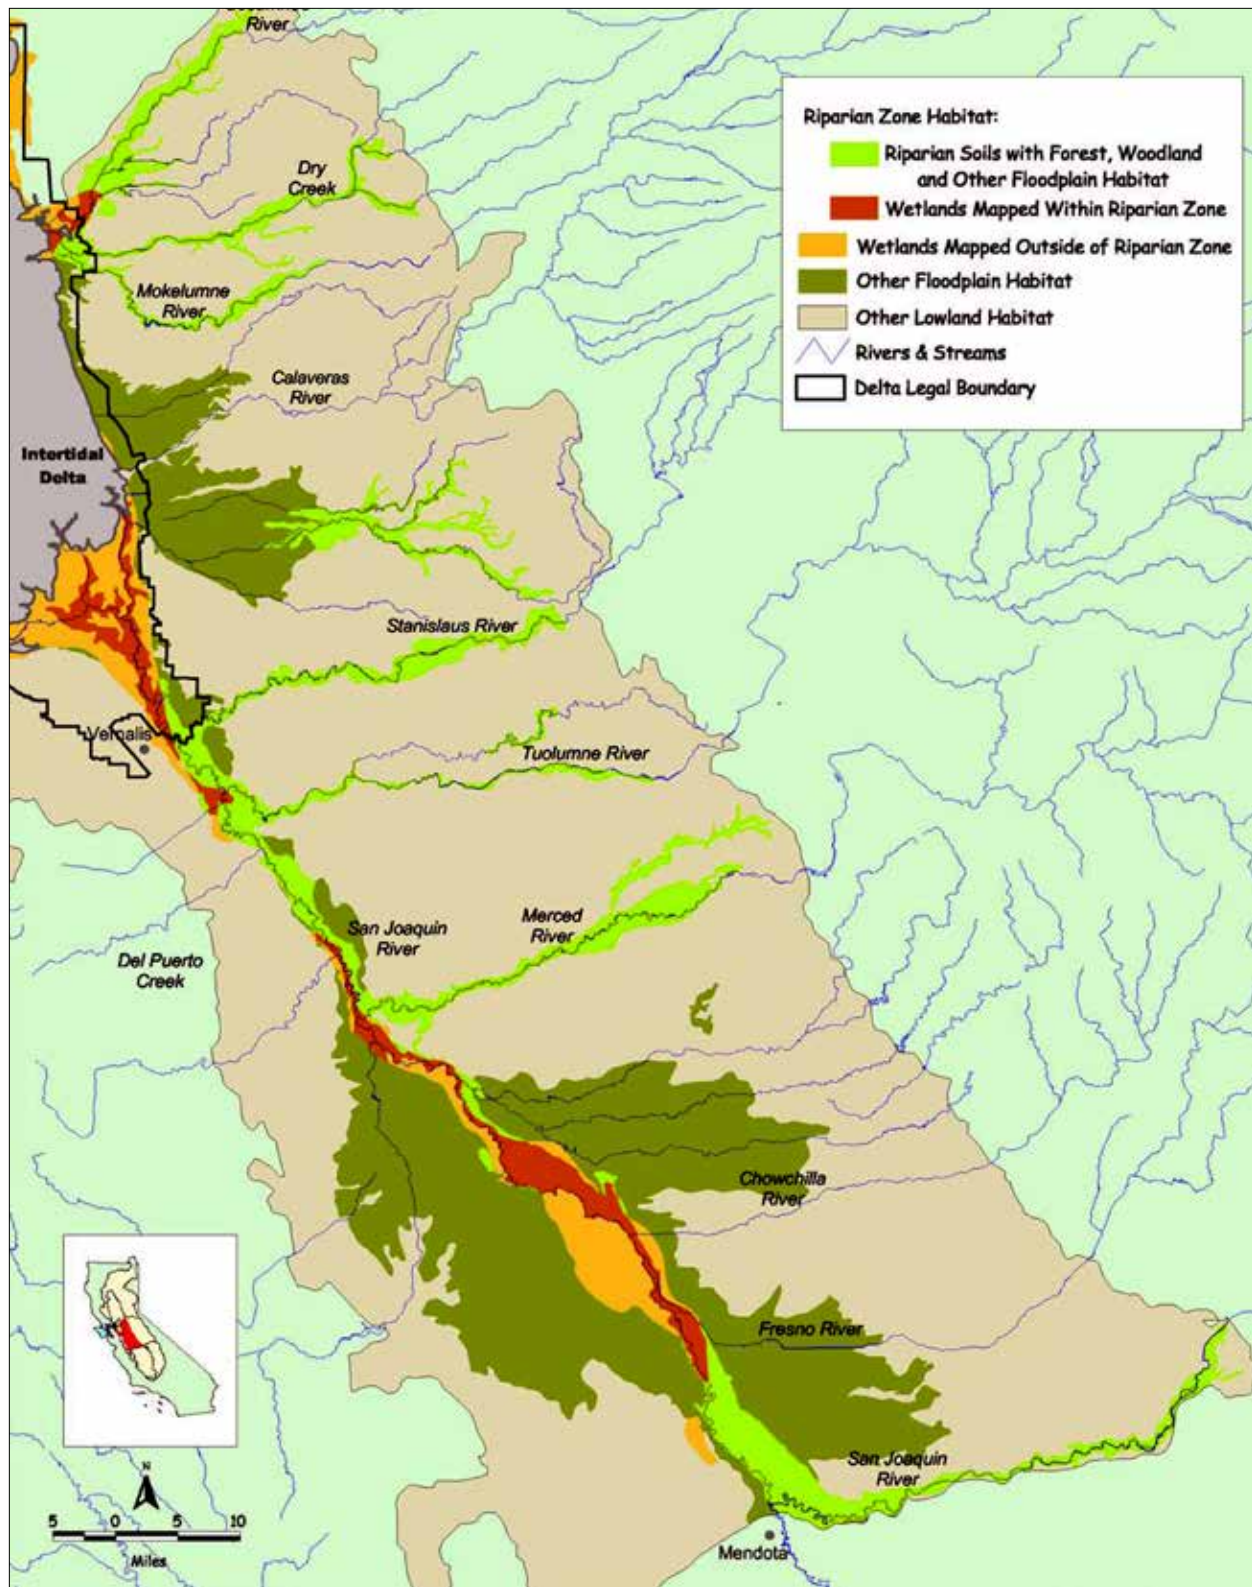 River
Riparian Zone Habitat:
Riparian Soils with Forest, Woodland
and Other Floodplain Habitat
Wetlands Mapped Within Riparian Zone
Wetlands Mapped Outside of Riparian Zone
Other Floodplain Habitat
Other Lowland Habitat
Rivers & Streams
Delta Legal Boundary
Dry
Creek
Mokelumne
River
Calaveras
River
Intertidal
Delta
Stanislaus River
Vernalis
Tuolumne River
Merced
River
San Joaquin
River
Del Puerto
Creek
Chowchilla
River
Fresno River
San Joaquin
River
Mendota
N
5 0 5 10
Miles